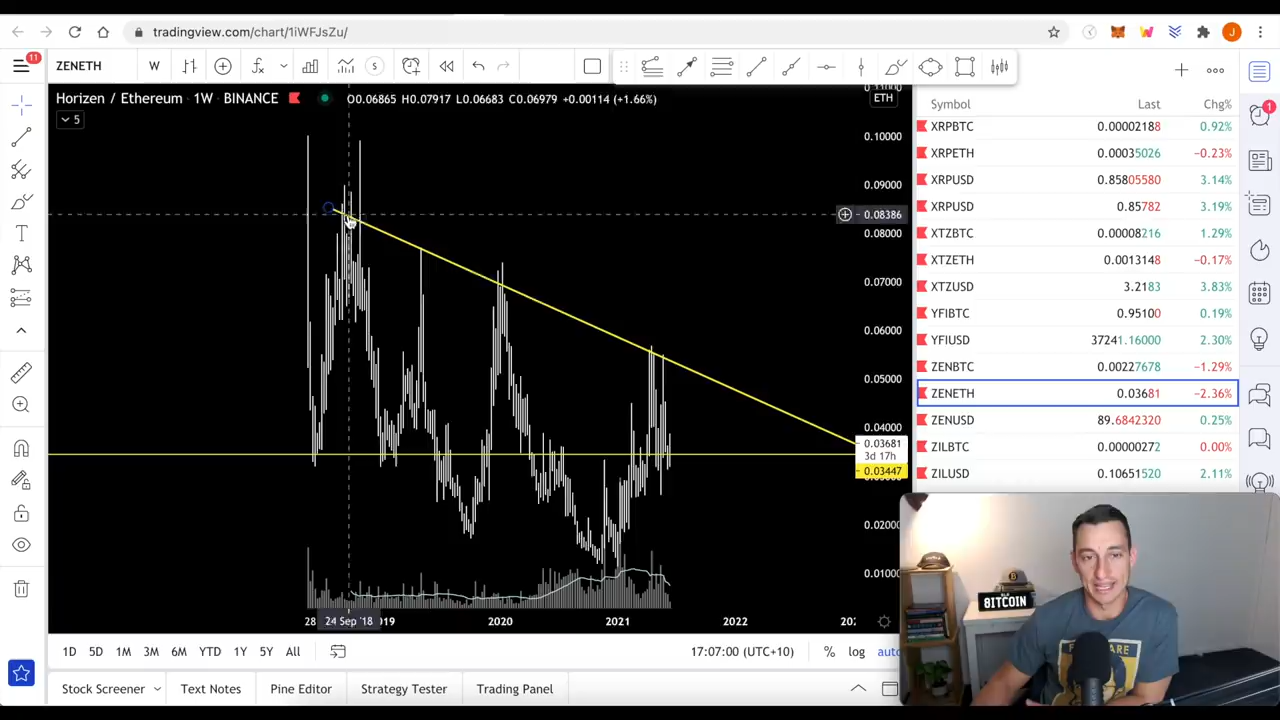 tradingview.com/chart/1iWFJsZu/
J
11
ZENETH
W
S
Horizen / Ethereum · 1W · BINANCE
O0.06865 H0.07917 L0.06683 C0.06979 +0.00114 (+1.66%)
5
ETH
0.10000
0.09000
0.08386
0.08000
0.07000
0.06000
0.05000
0.04000
0.03681
3d 17h
0.03447
0.02000
0.01000
24 Sep '18
2020
2021
2022
Symbol Last Chg%
XRPBTC 0.00002188 0.92%
XRPETH 0.00035026 −0.23%
XRPUSD 0.85805580 3.14%
XRPUSD 0.85782 3.19%
XTZBTC 0.00008216 1.29%
XTZETH 0.0013148 −0.17%
XTZUSD 3.2183 3.83%
YFIBTC 0.95100 0.19%
YFIUSD 37241.16000 2.30%
ZENBTC 0.00227678 −1.29%
ZENETH 0.03681 −2.36%
ZENUSD 89.6842320 0.25%
ZILBTC 0.00000272 0.00%
ZILUSD 0.10651520 2.11%
1
1D 5D 1M 3M 6M YTD 1Y 5Y All
17:07:00 (UTC+10) % log
Stock Screener Text Notes Pine Editor Strategy Tester Trading Panel
BITCOIN